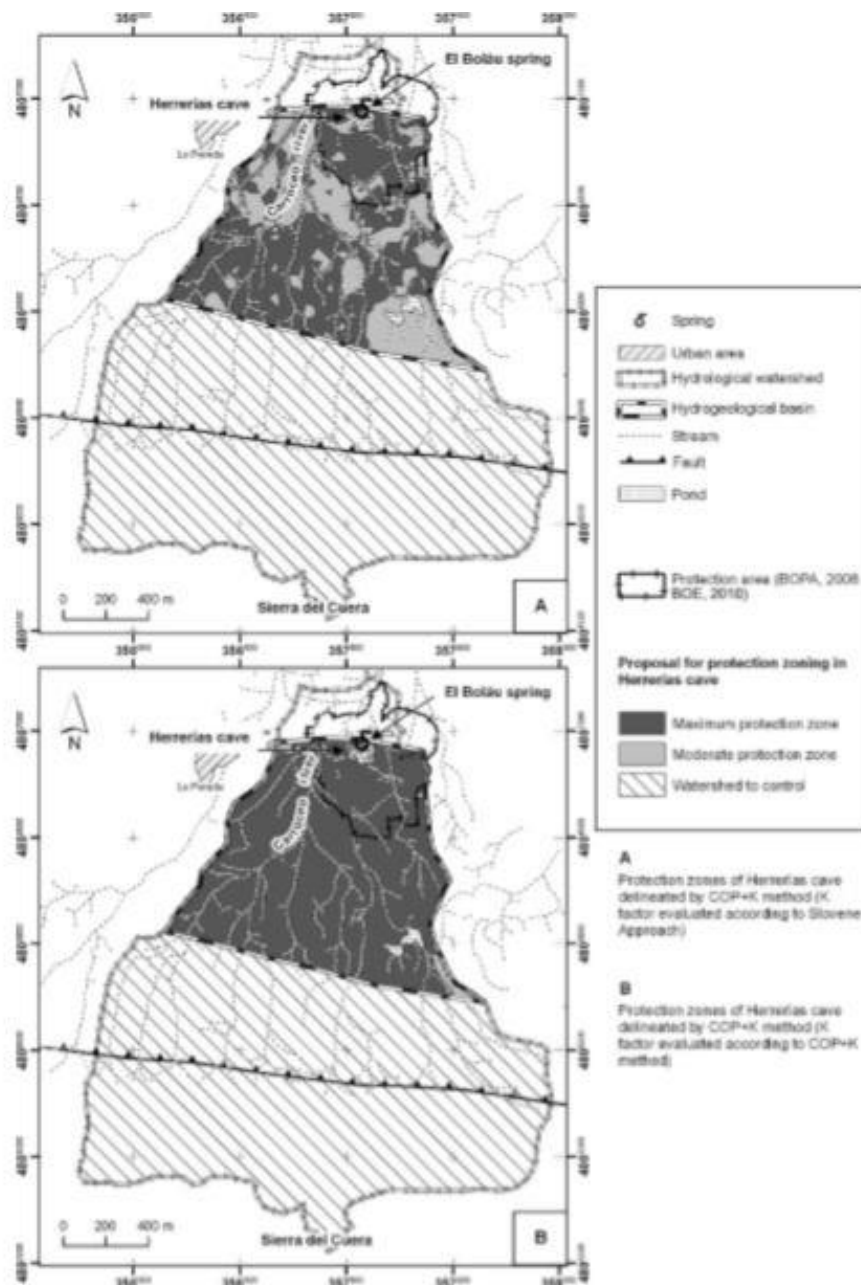 El Boláu spring
Herrerías cave
N
La Pereda
river
0 200 400 m
Sierra del Cuera
A
El Boláu spring
Herrerías cave
N
La Pereda
river
0 200 400 m
Sierra del Cuera
B
Spring
Urban area
Hydrological watershed
Hydrogeological basin
Stream
Fault
Pond
Protection area (BOPA, 2008
BOE, 2010)
Proposal for protection zoning in
Herrerías cave
Maximum protection zone
Moderate protection zone
Watershed to control
A
Protection zones of Herrerías cave
delineated by COP+K method (K
factor evaluated according to Slovene
Approach)
B
Protection zones of Herrerías cave
delineated by COP+K method (K
factor evaluated according to COP+K
method)